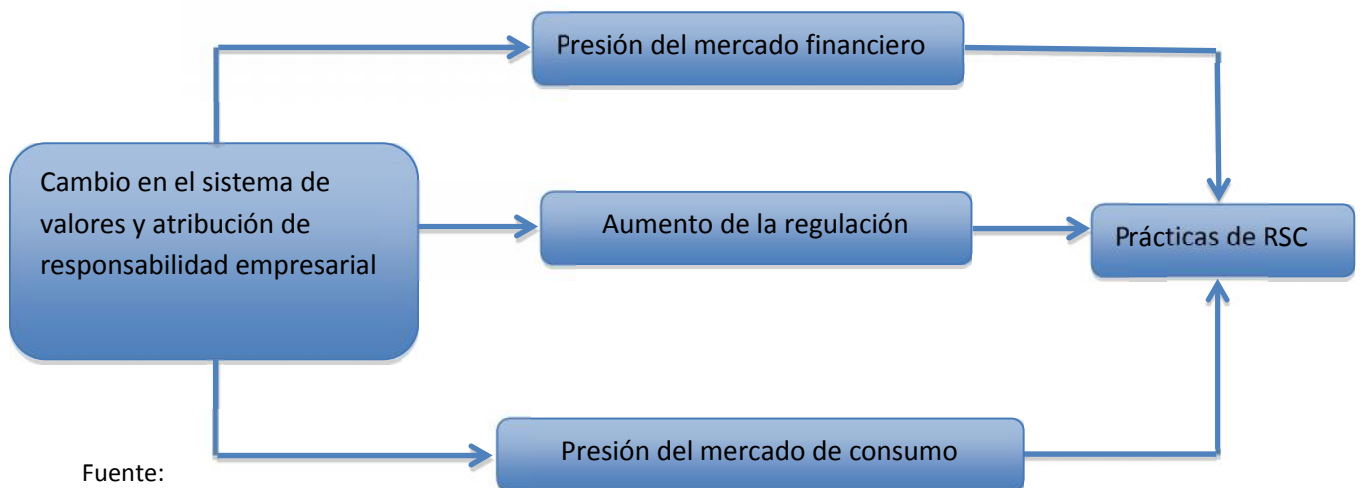 Presión del mercado financiero
Cambio en el sistema de
valores y atribución de
responsabilidad empresarial
Aumento de la regulación
Prácticas de RSC
Presión del mercado de consumo
Fuente: